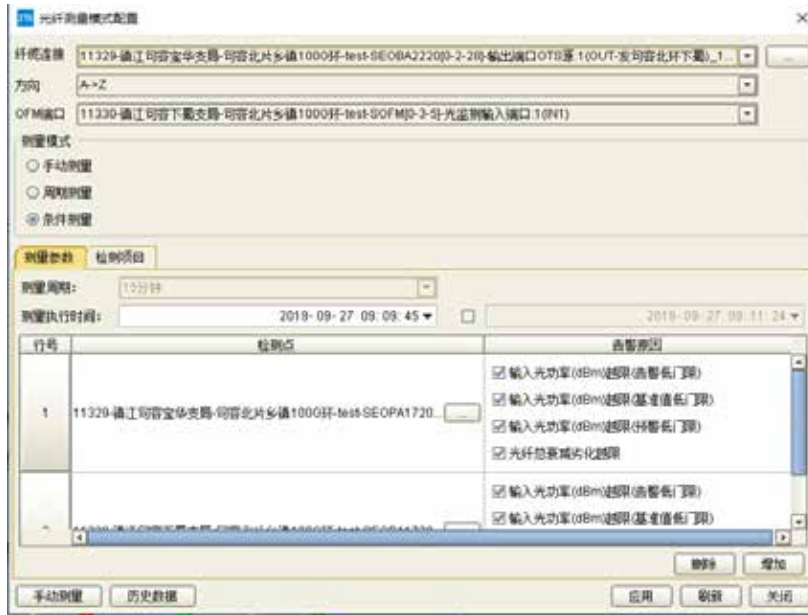 光纤测量模式配置
纤缆连接 11329-镇江句容宝华支局-句容北片乡镇100G环-test-SEOBA2220[0-2-28]-输出端口OTS源:1(OUT-发句容北环下蜀)_1... ...
方向 A->Z
OFM端口 11330-镇江句容下蜀支局-句容北片乡镇100G环-test-SOFM[0-3-5]-光监测输入端口:1(IN1)
测量模式
手动测量
周期测量
条件测量
测量参数 检测项目
测量周期: 10分钟
测量执行时间: 2019-09-27 09:09:45 2019-09-27 09:11:24
行号 检测点 告警原因
输入光功率(dBm)越限(告警低门限)
输入光功率(dBm)越限(基准值低门限)
1 11329-镇江句容宝华支局-句容北片乡镇100G环-test-SEOPA1720... ...
输入光功率(dBm)越限(预警低门限)
光纤总衰减劣化越限
输入光功率(dBm)越限(告警低门限)
输入光功率(dBm)越限(基准值低门限)
删除 增加
手动测量 历史数据 应用 刷新 关闭